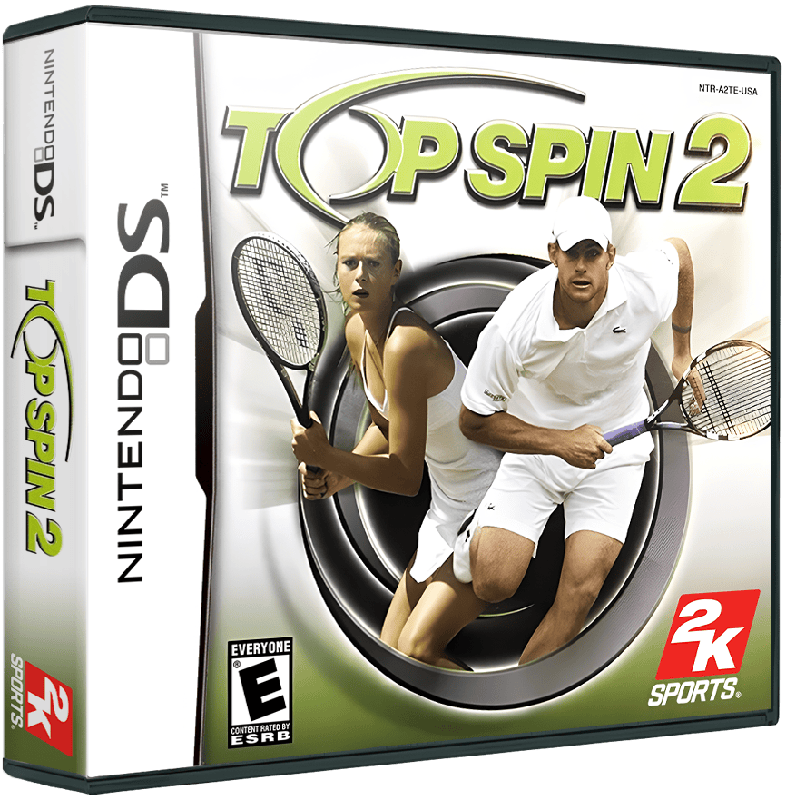 NINTENDO DS™
TOP SPIN 2
2K
SPORTS®
NINTENDO DS™
NTR-A2TE-USA
TOP SPIN 2
EVERYONE
E®
CONTENT RATED BY
ESRB
2K
SPORTS®